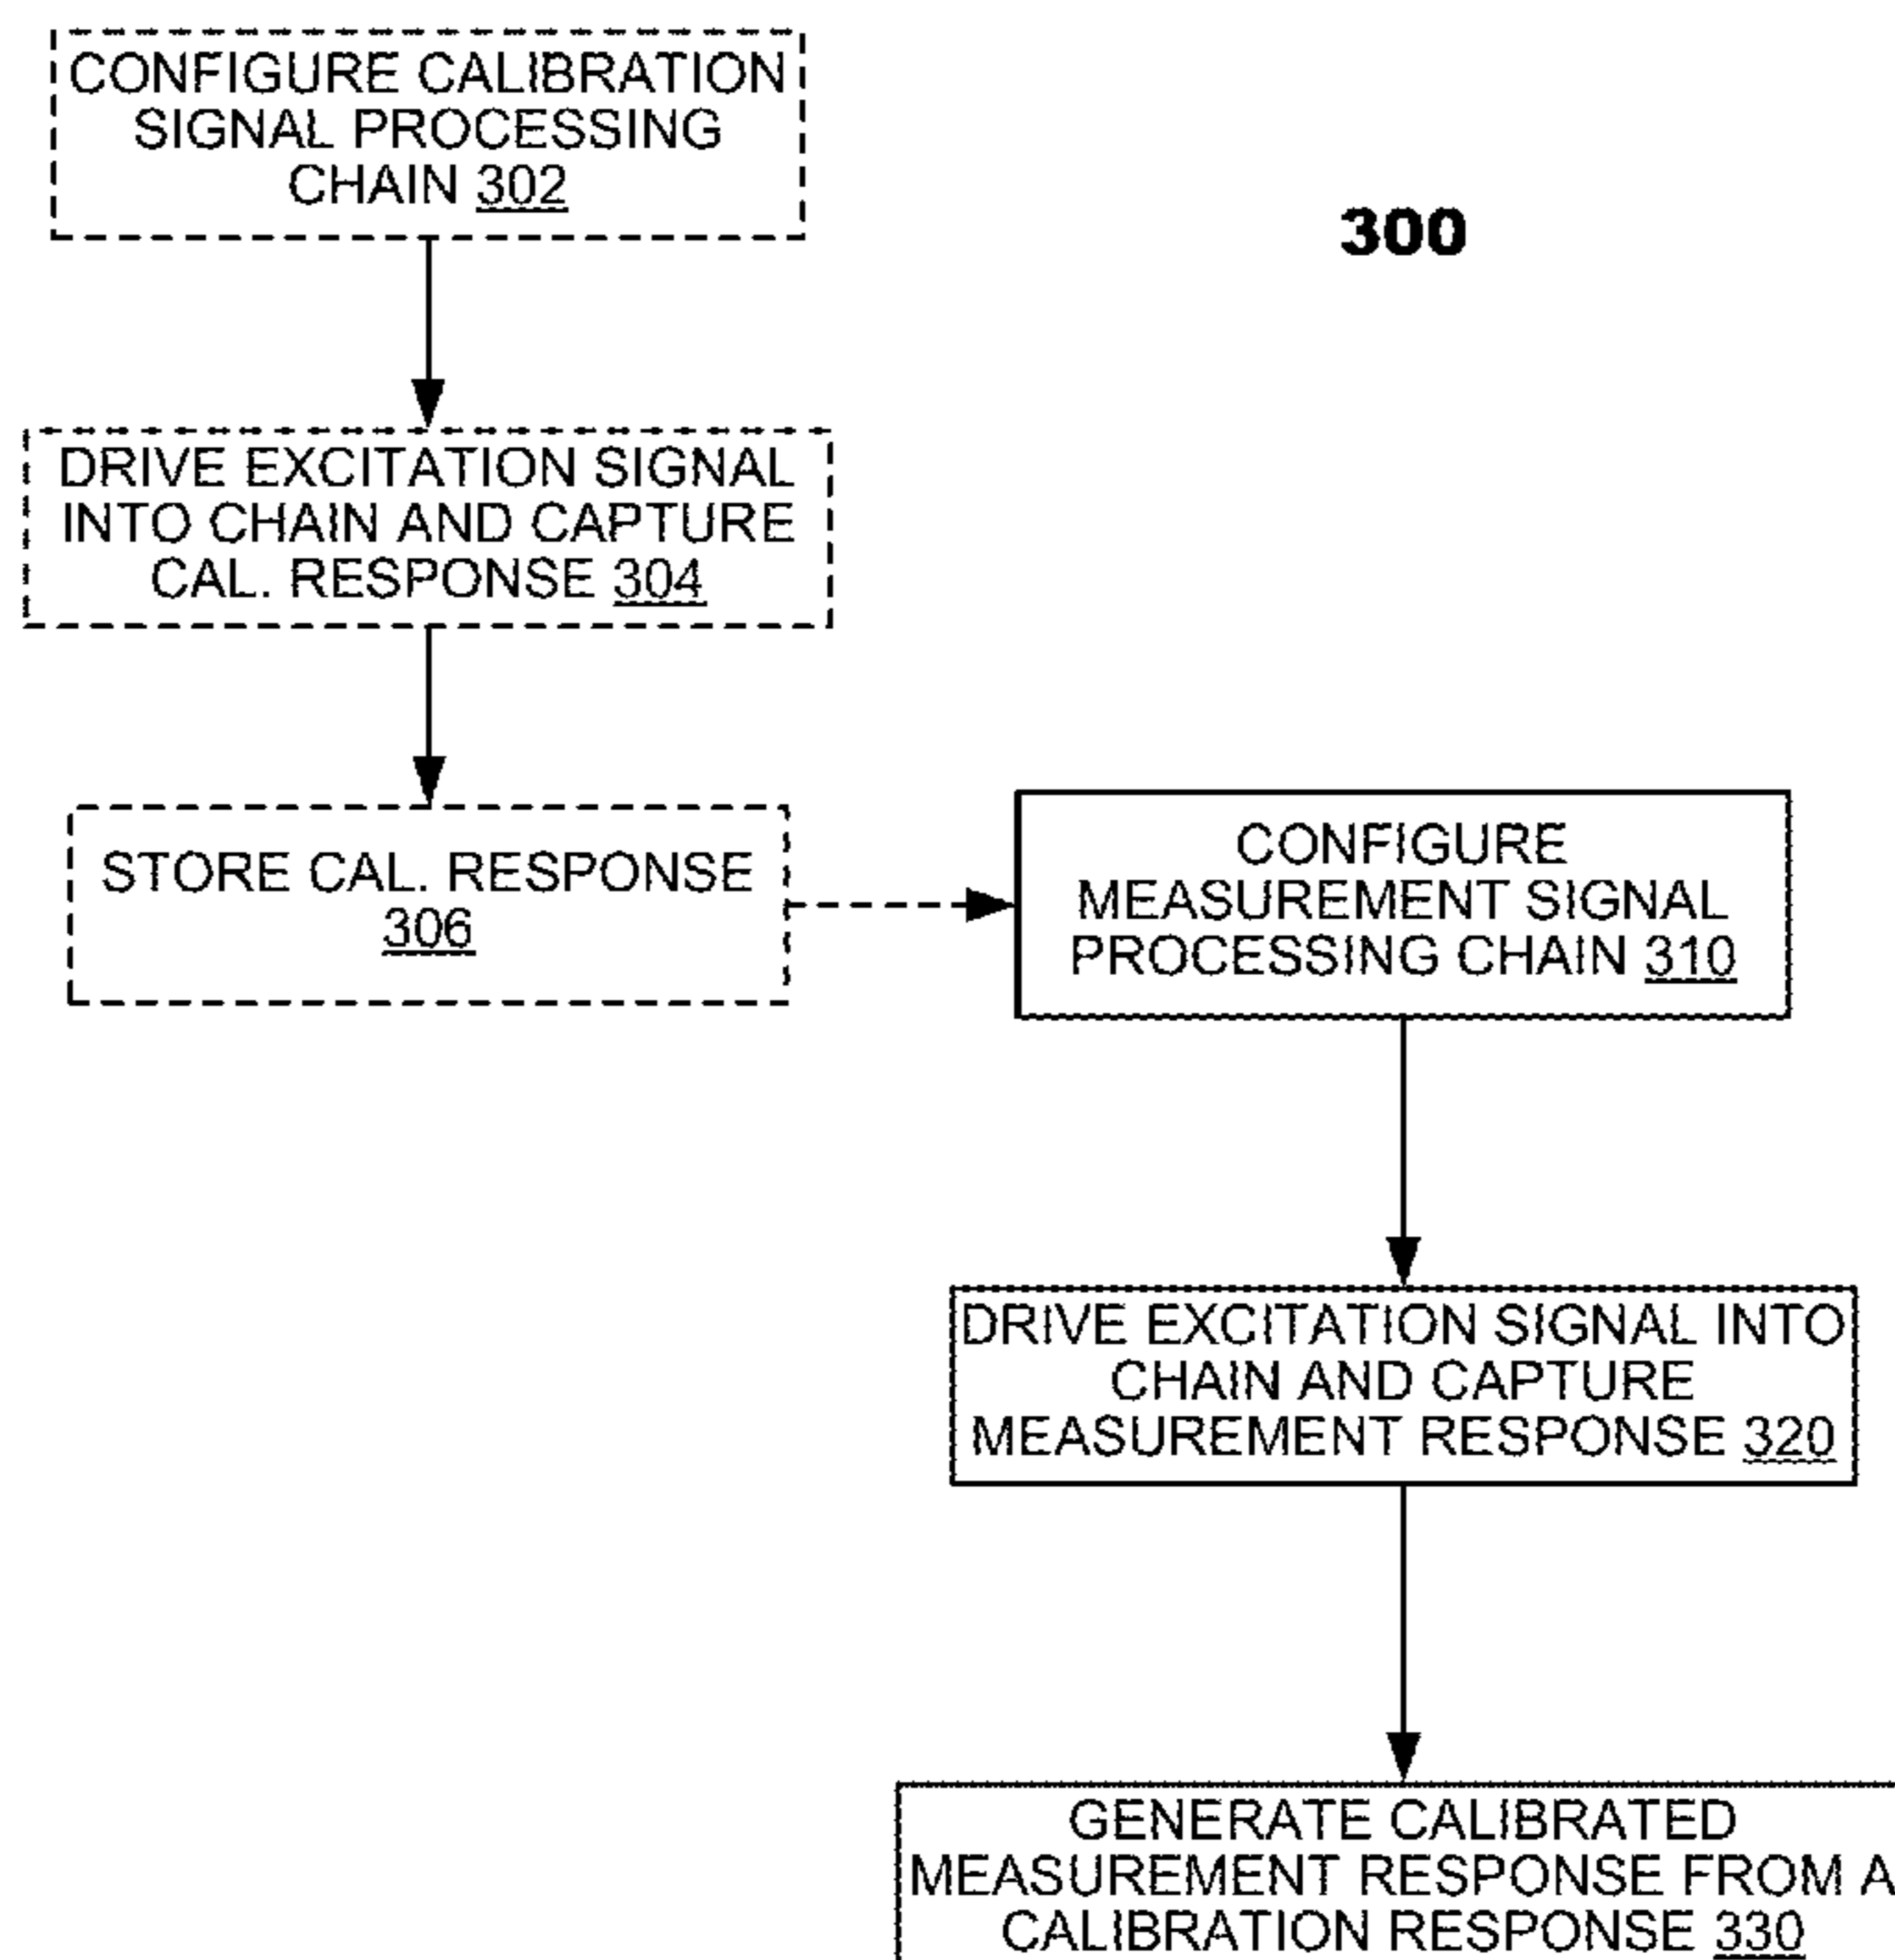 CONFIGURE CALIBRATION
SIGNAL PROCESSING
CHAIN 302
300
DRIVE EXCITATION SIGNAL
INTO CHAIN AND CAPTURE
CAL. RESPONSE 304
STORE CAL. RESPONSE
306
CONFIGURE
MEASUREMENT SIGNAL
PROCESSING CHAIN 310
DRIVE EXCITATION SIGNAL INTO
CHAIN AND CAPTURE
MEASUREMENT RESPONSE 320
GENERATE CALIBRATED
MEASUREMENT RESPONSE FROM A
CALIBRATION RESPONSE 330